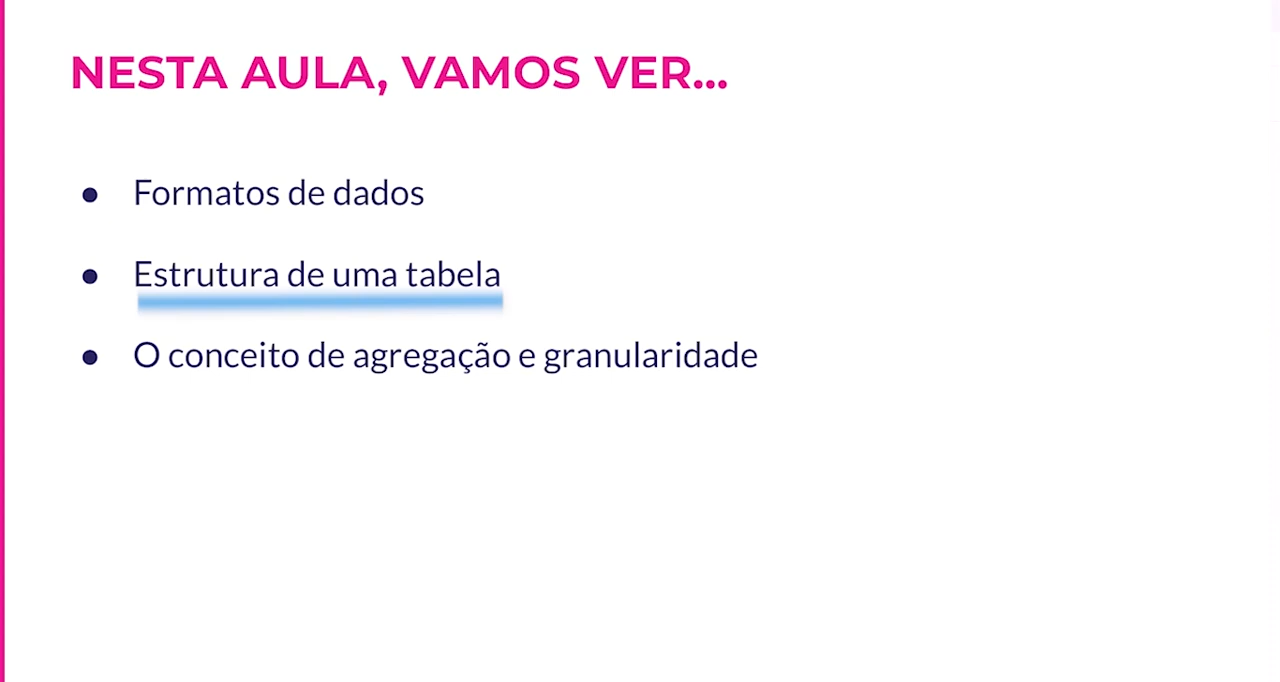 NESTA AULA, VAMOS VER...
● Formatos de dados
● Estrutura de uma tabela
● O conceito de agregação e granularidade